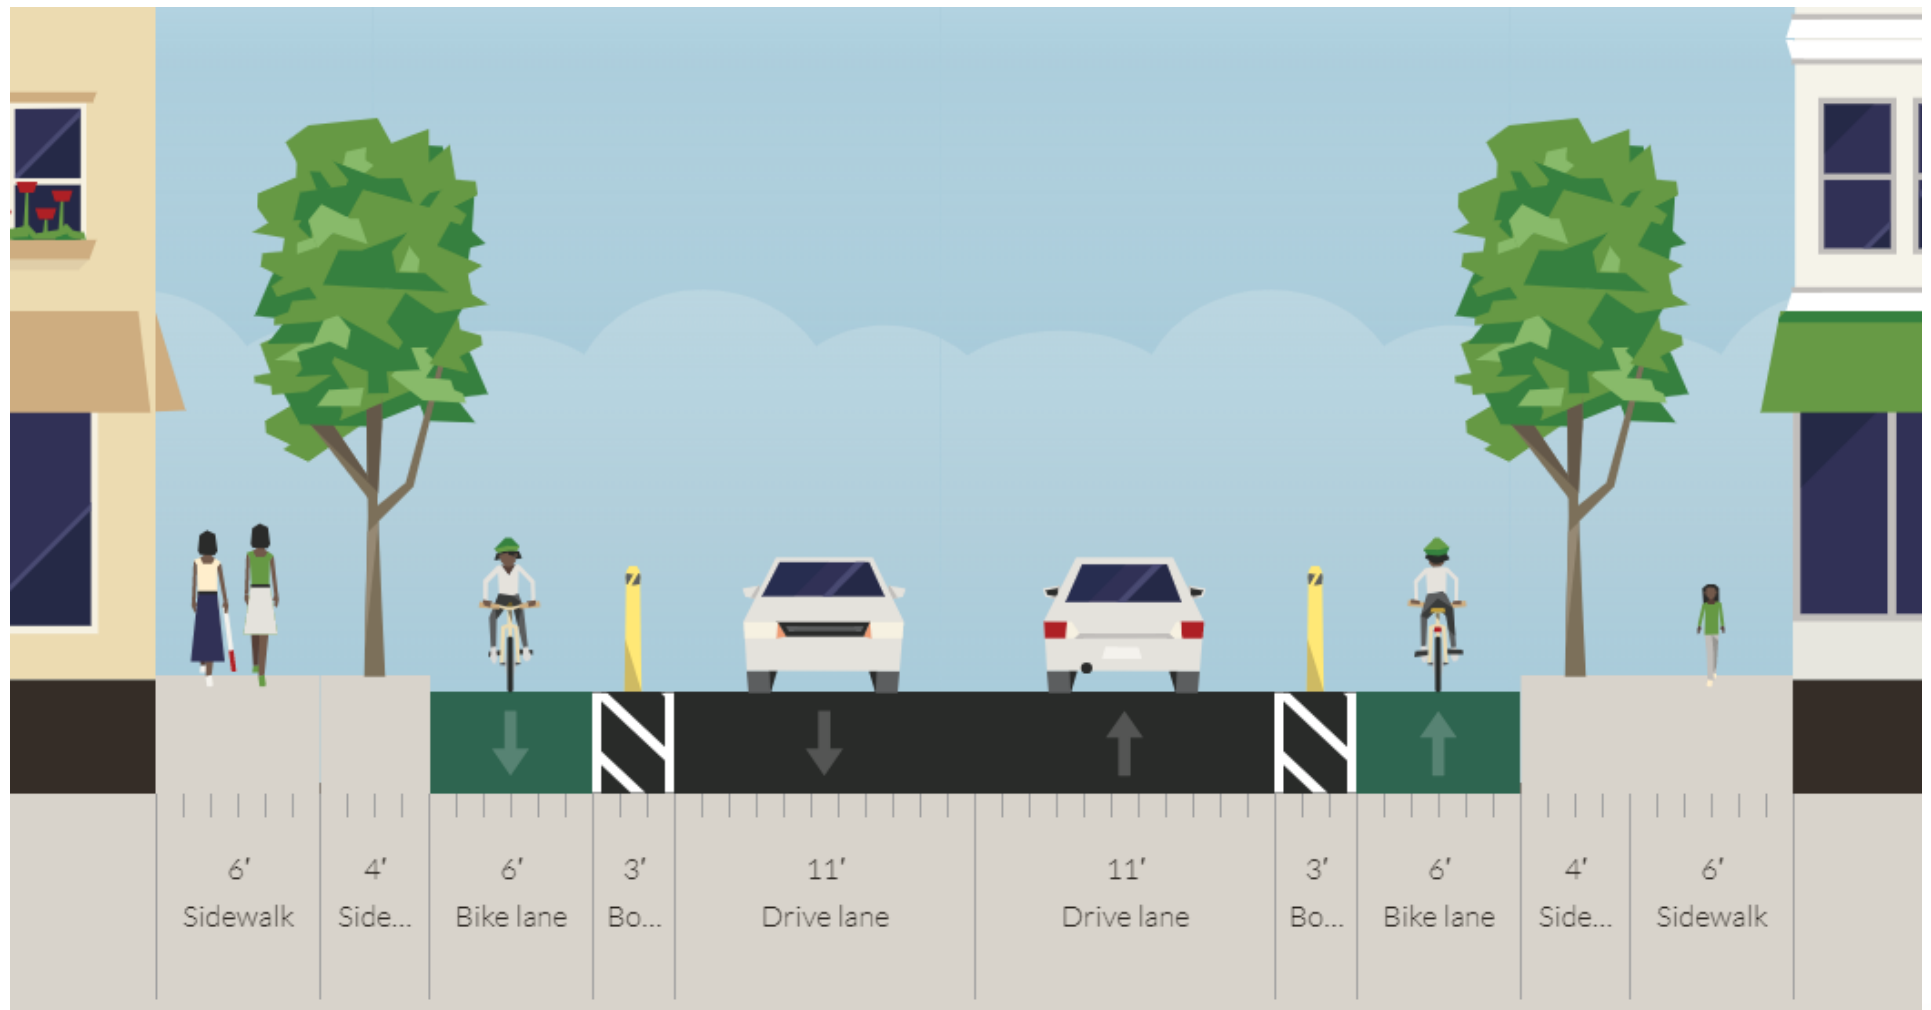 6′ 4′ 6′ 3′ 11′ 11′ 3′ 6′ 4′ 6′
Sidewalk Side... Bike lane Bo... Drive lane Drive lane Bo... Bike lane Side... Sidewalk